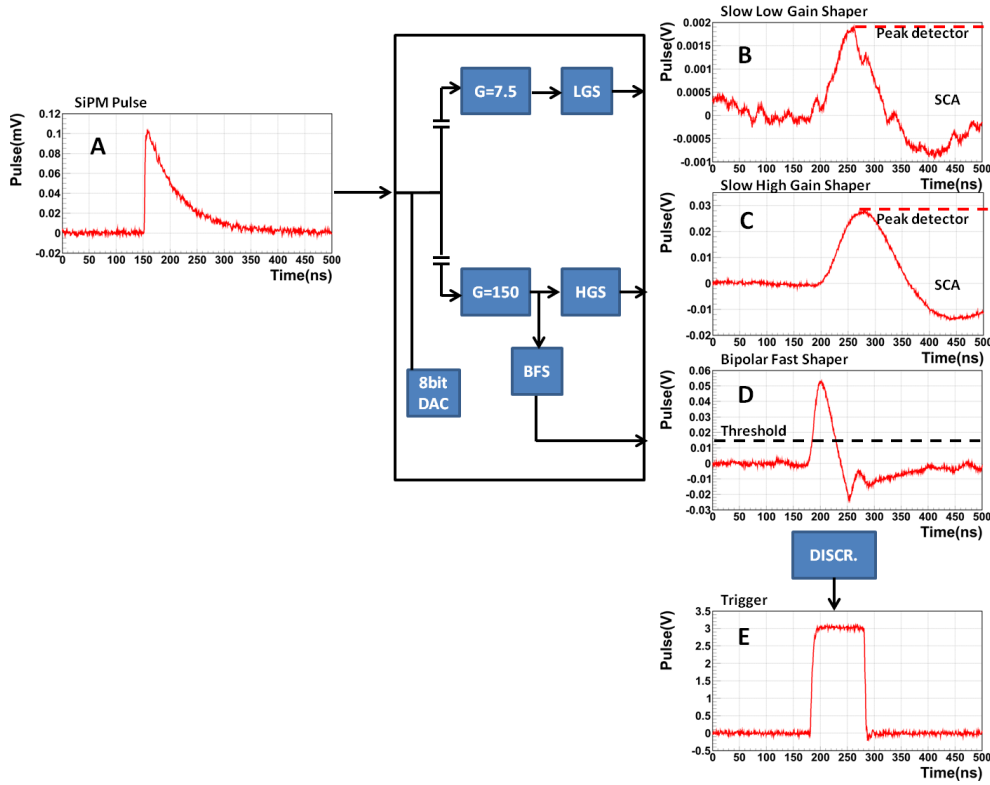 SiPM Pulse
Pulse(mV)
A
0.12
0.1
0.08
0.06
0.04
0.02
0
-0.02
0 50 100 150 200 250 300 350 400 450 500
Time(ns)
G=7.5
LGS
G=150
HGS
BFS
8bit
DAC
Slow Low Gain Shaper
Pulse(V)
B
Peak detector
SCA
0.002
0.0015
0.001
0.0005
0
-0.0005
-0.001
0 50 100 150 200 250 300 350 400 450 500
Time(ns)
Slow High Gain Shaper
Pulse(V)
C
Peak detector
SCA
0.03
0.02
0.01
0
-0.01
-0.02
0 50 100 150 200 250 300 350 400 450 500
Time(ns)
Bipolar Fast Shaper
Pulse(V)
D
Threshold
0.06
0.05
0.04
0.03
0.02
0.01
0
-0.01
-0.02
-0.03
0 50 100 150 200 250 300 350 400 450 500
Time(ns)
DISCR.
Trigger
Pulse(V)
E
3.5
3
2.5
2
1.5
1
0.5
0
-0.5
0 50 100 150 200 250 300 350 400 450 500
Time(ns)